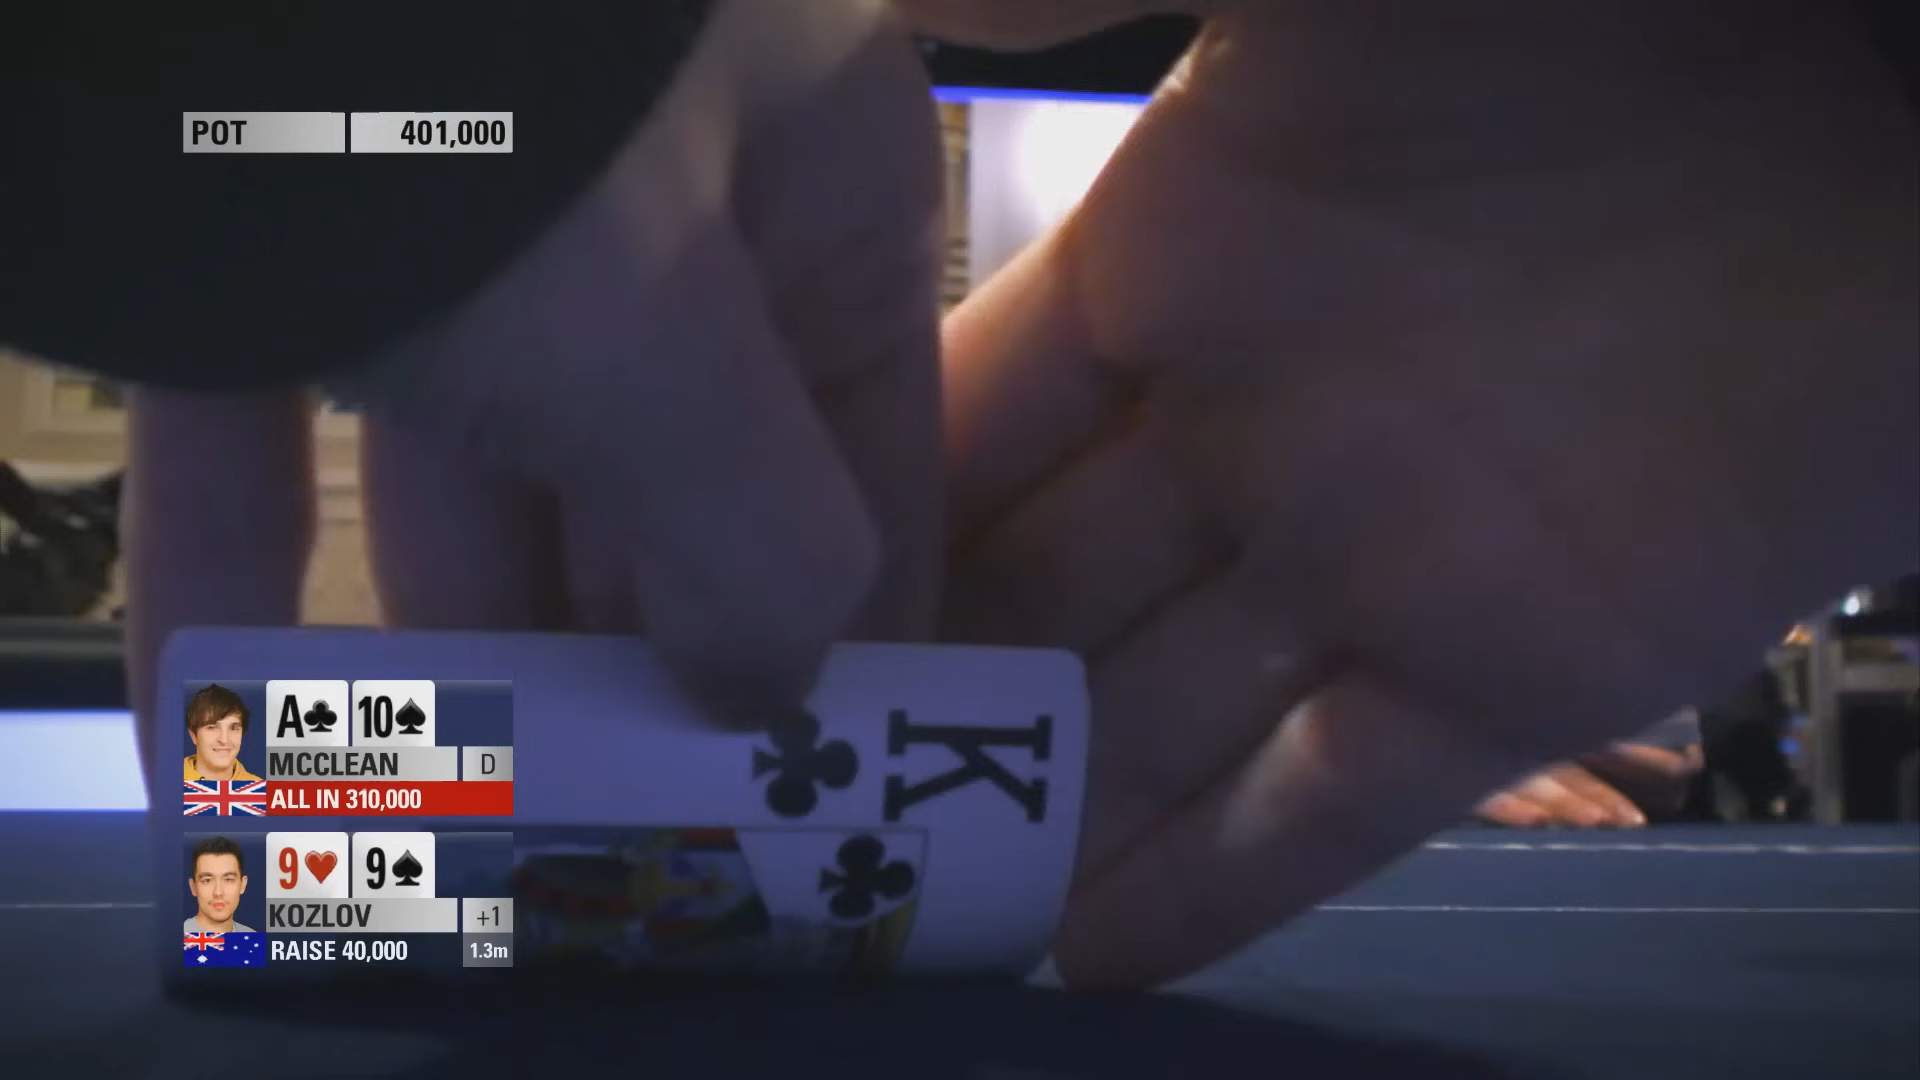 POT 401,000
A♣ 10♠
MCCLEAN D
ALL IN 310,000
9♥ 9♠
KOZLOV +1
RAISE 40,000 1.3m
K